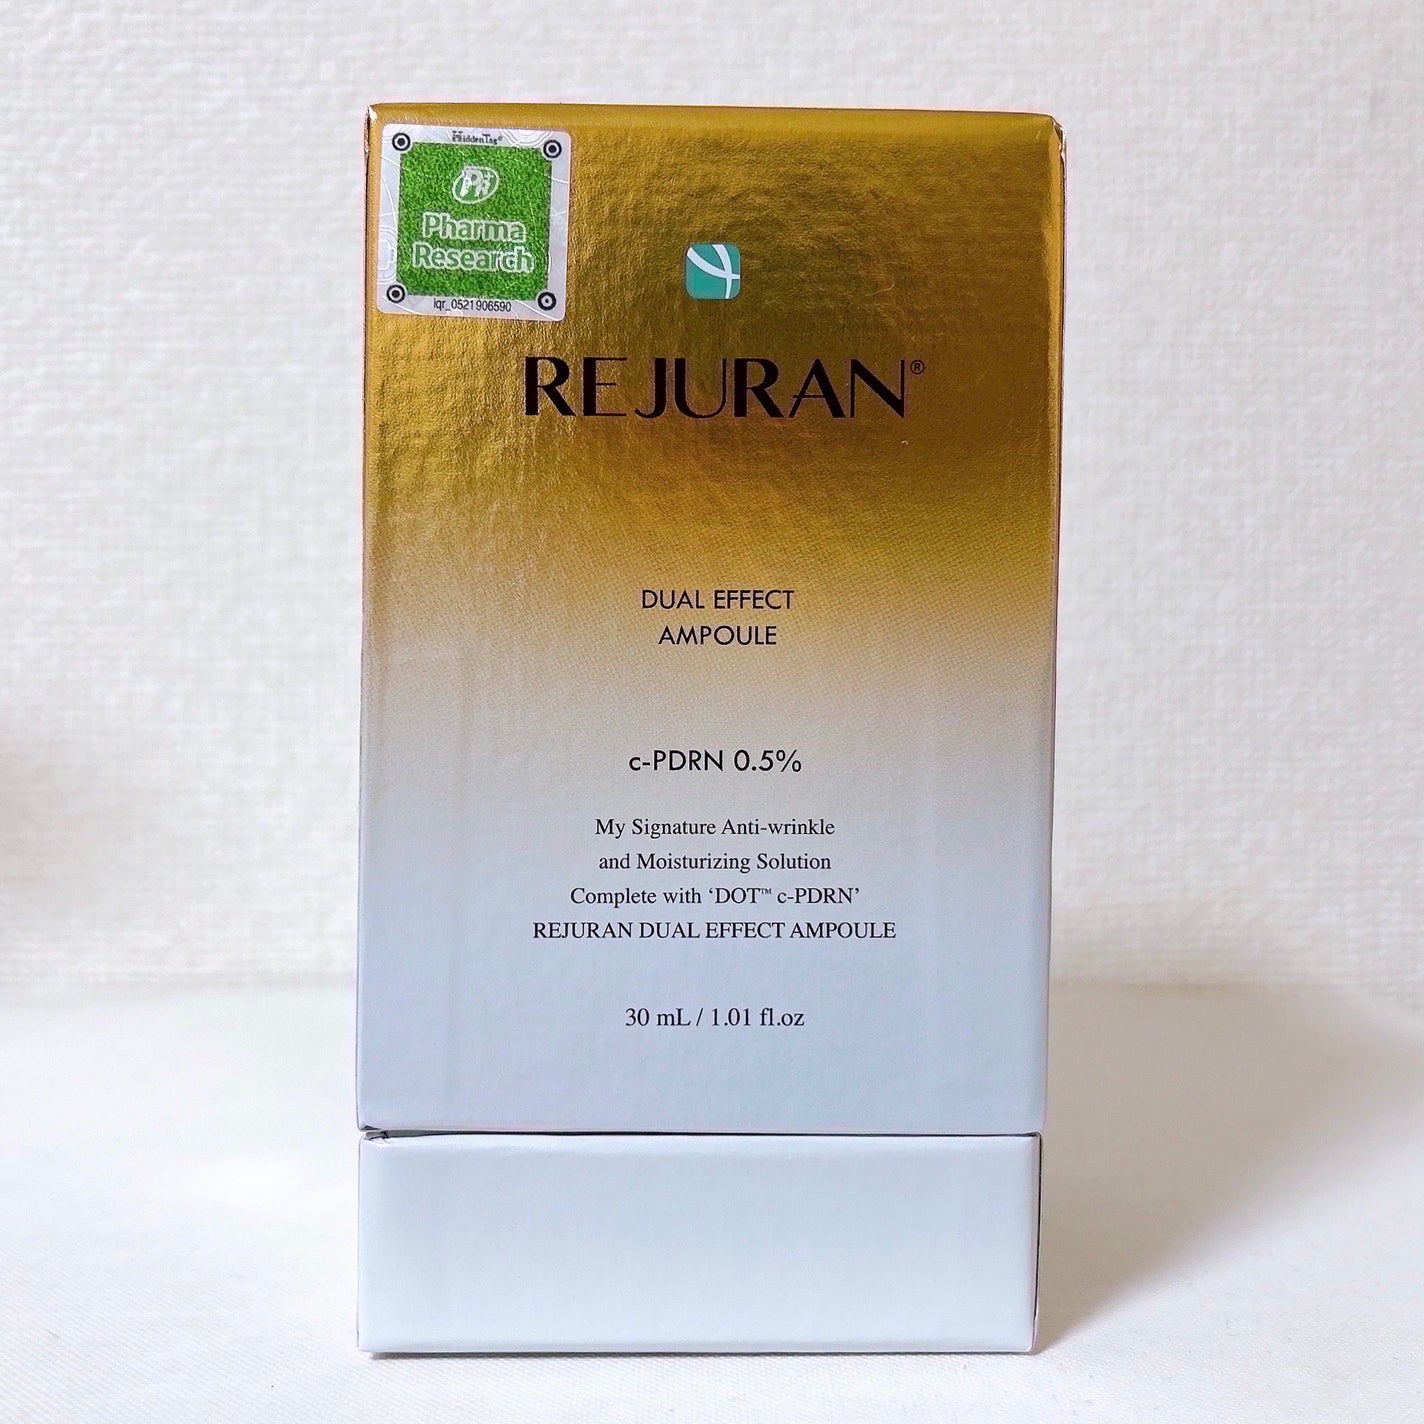 HiddenTag®
PR
Pharma
Research
iqr_0521906590
REJURAN®
DUAL EFFECT
AMPOULE
c-PDRN 0.5%
My Signature Anti-wrinkle
and Moisturizing Solution
Complete with ‘DOT™ c-PDRN’
REJURAN DUAL EFFECT AMPOULE
30 mL / 1.01 fl.oz